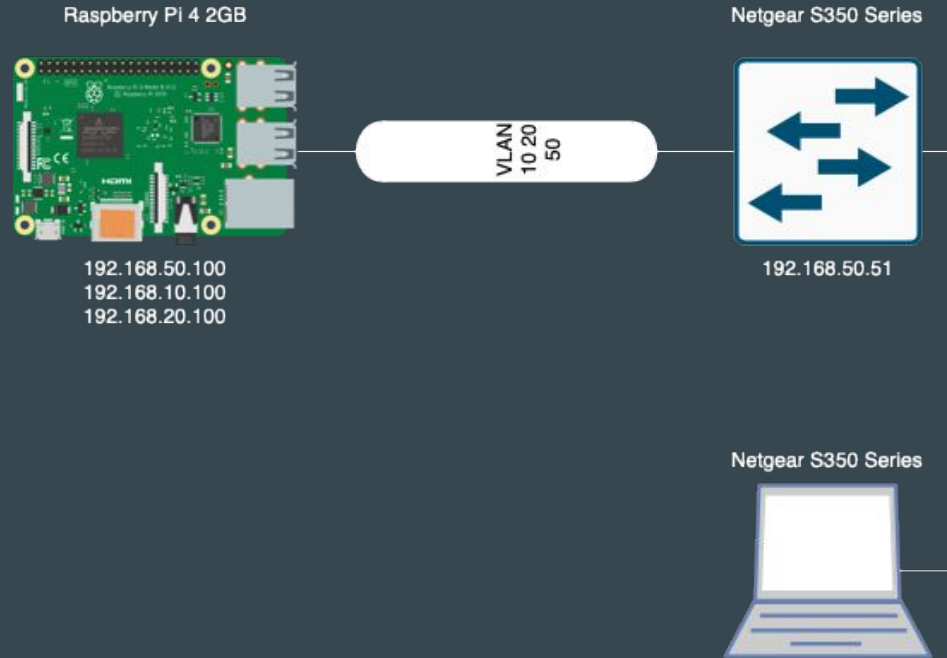 Raspberry Pi 4 2GB
Netgear S350 Series
VLAN
10 20
50
HDMI
192.168.50.100
192.168.10.100
192.168.20.100
192.168.50.51
Netgear S350 Series